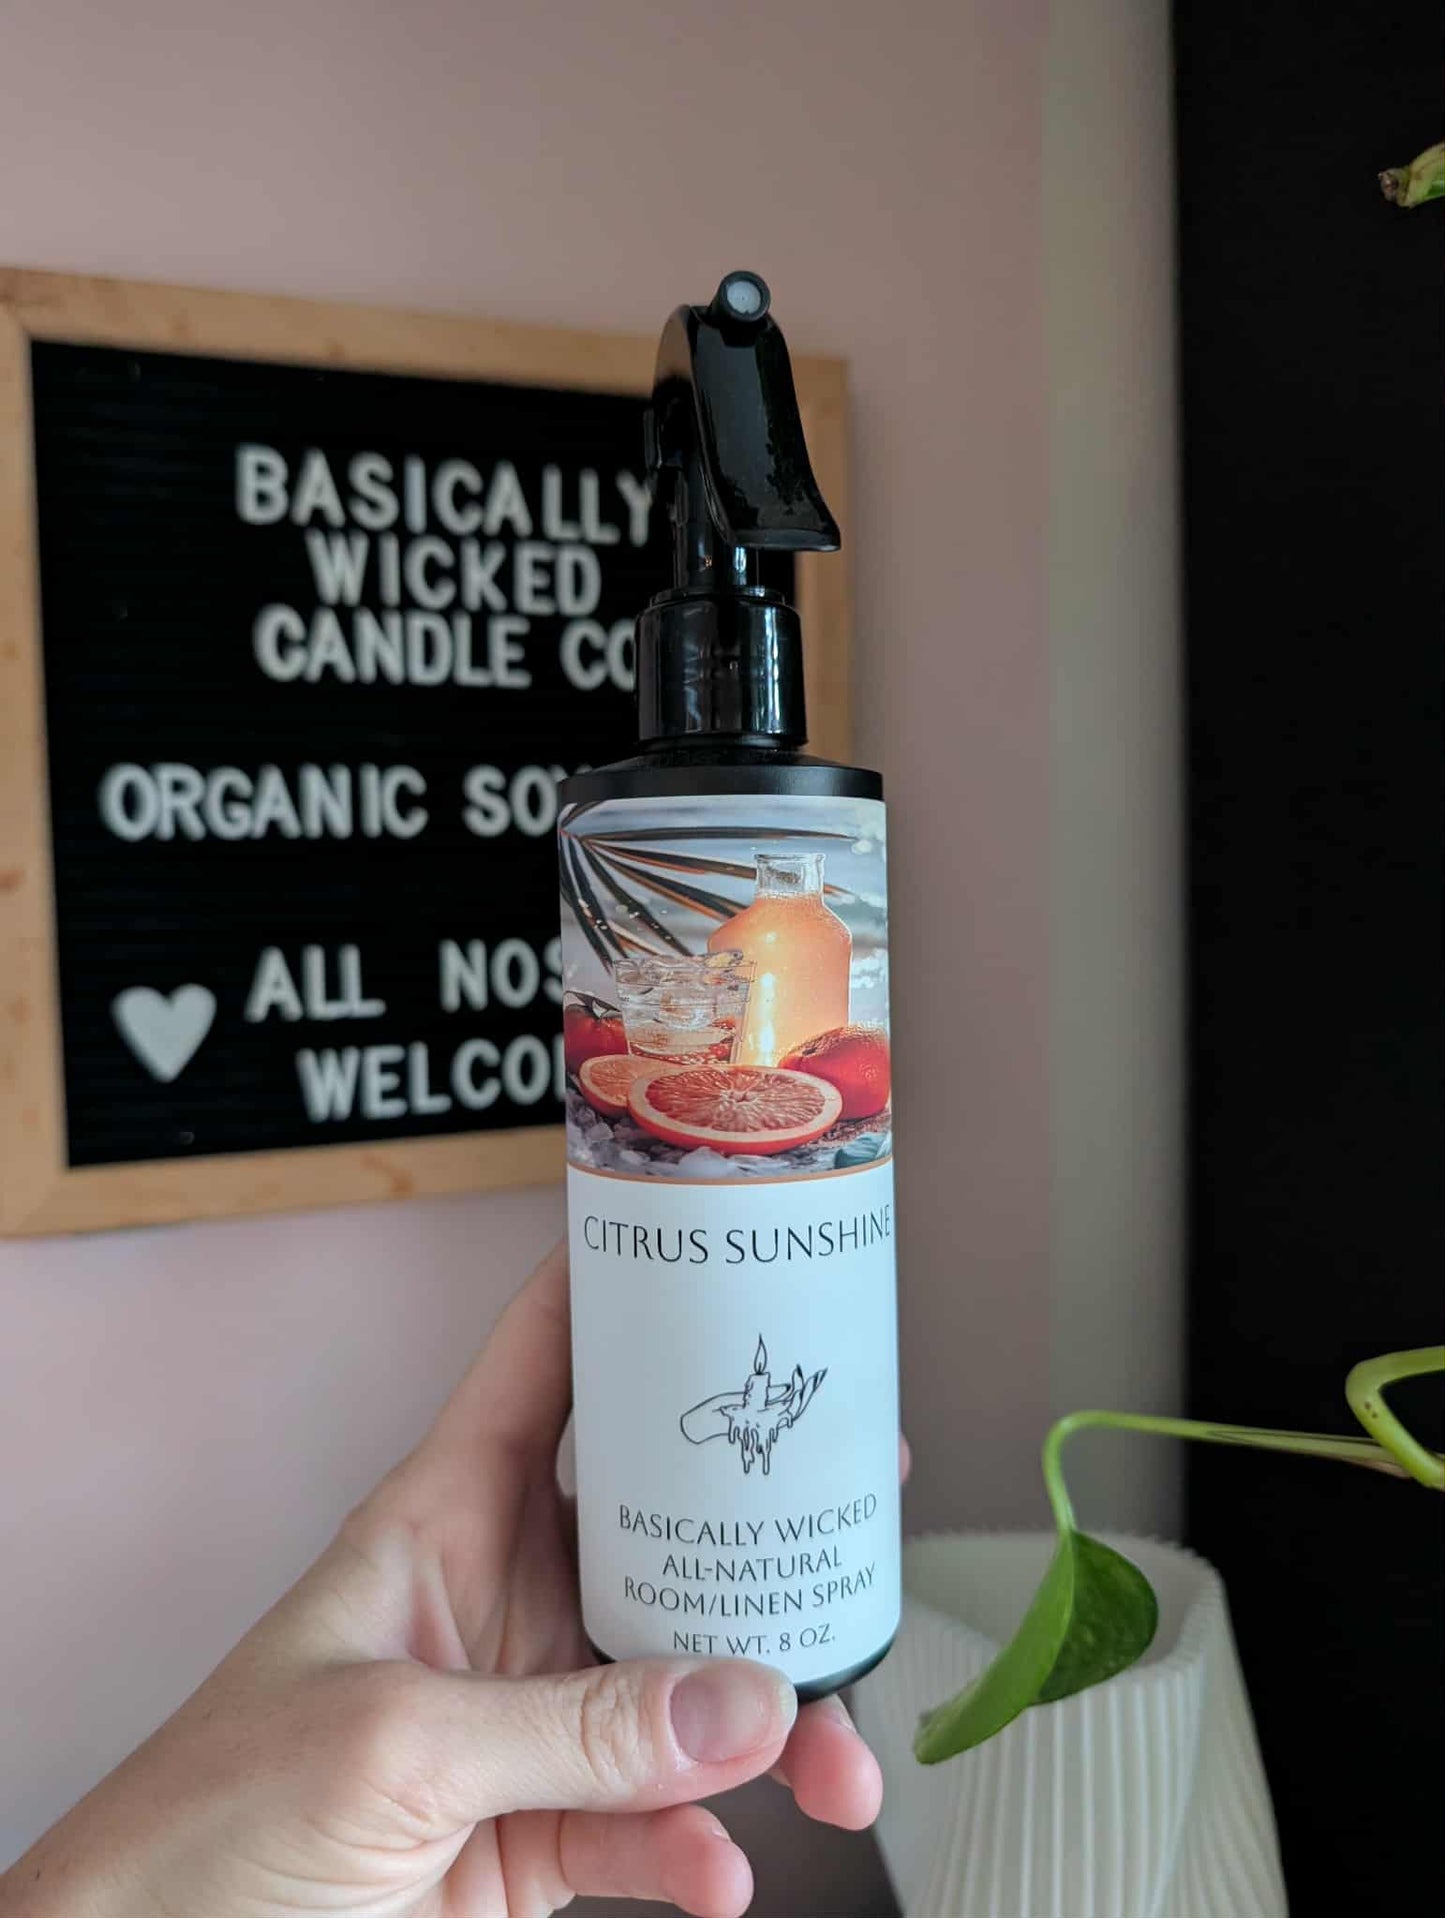 BASICALLY
WICKED
CANDLE CO
ORGANIC SOY
ALL NOS
WELCO
CITRUS SUNSHINE
BASICALLY WICKED
ALL-NATURAL
ROOM/LINEN SPRAY
NET WT. 8 OZ.